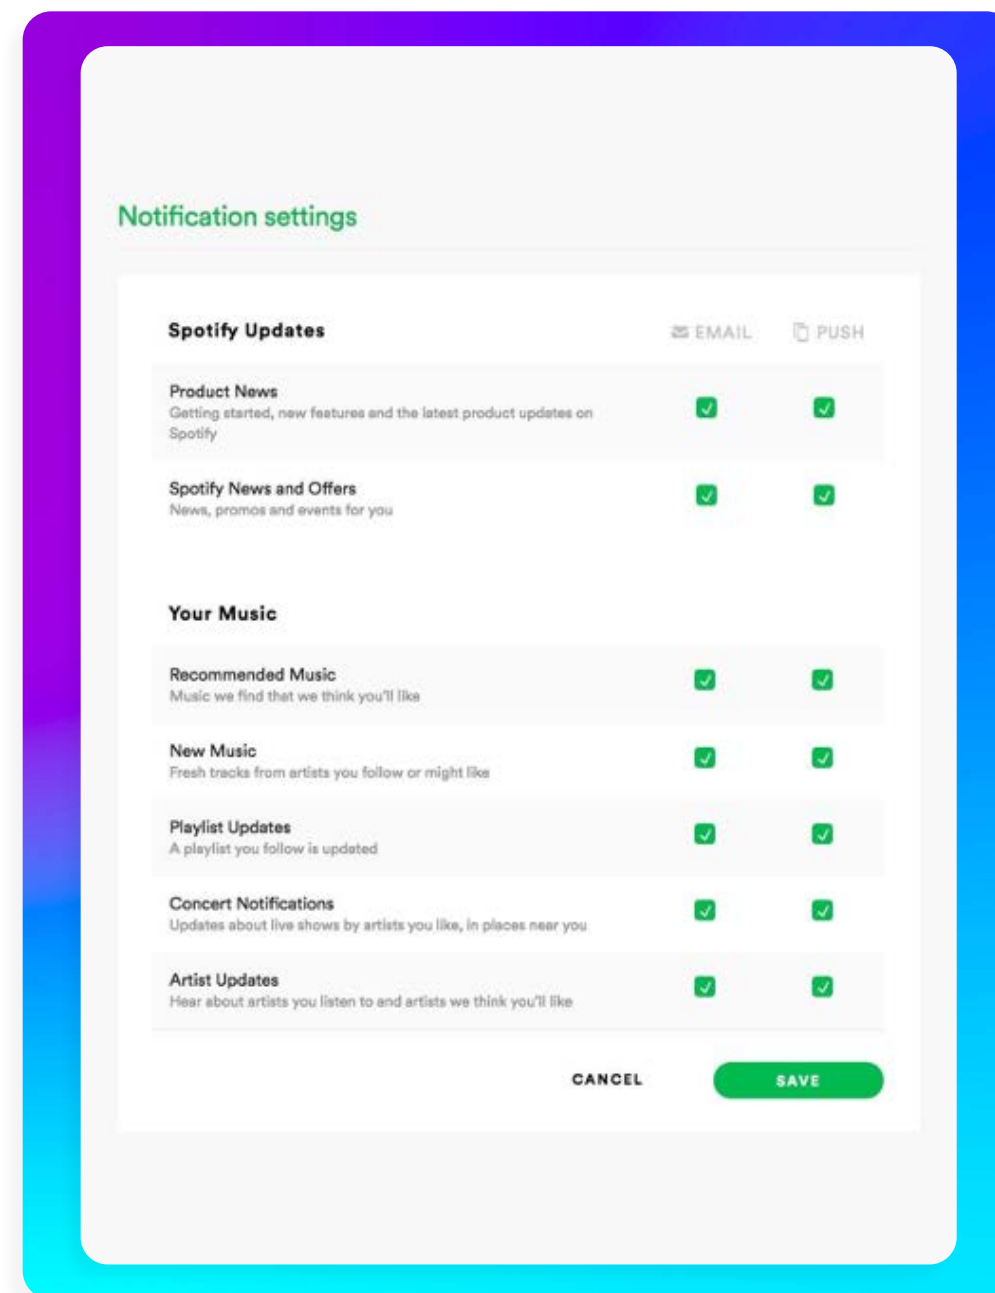 Notification settings
Spotify Updates
EMAIL
PUSH
Product News
Getting started, new features and the latest product updates on
Spotify
Spotify News and Offers
News, promos and events for you
Your Music
Recommended Music
Music we find that we think you'll like
New Music
Fresh tracks from artists you follow or might like
Playlist Updates
A playlist you follow is updated
Concert Notifications
Updates about live shows by artists you like, in places near you
Artist Updates
Hear about artists you listen to and artists we think you'll like
CANCEL
SAVE